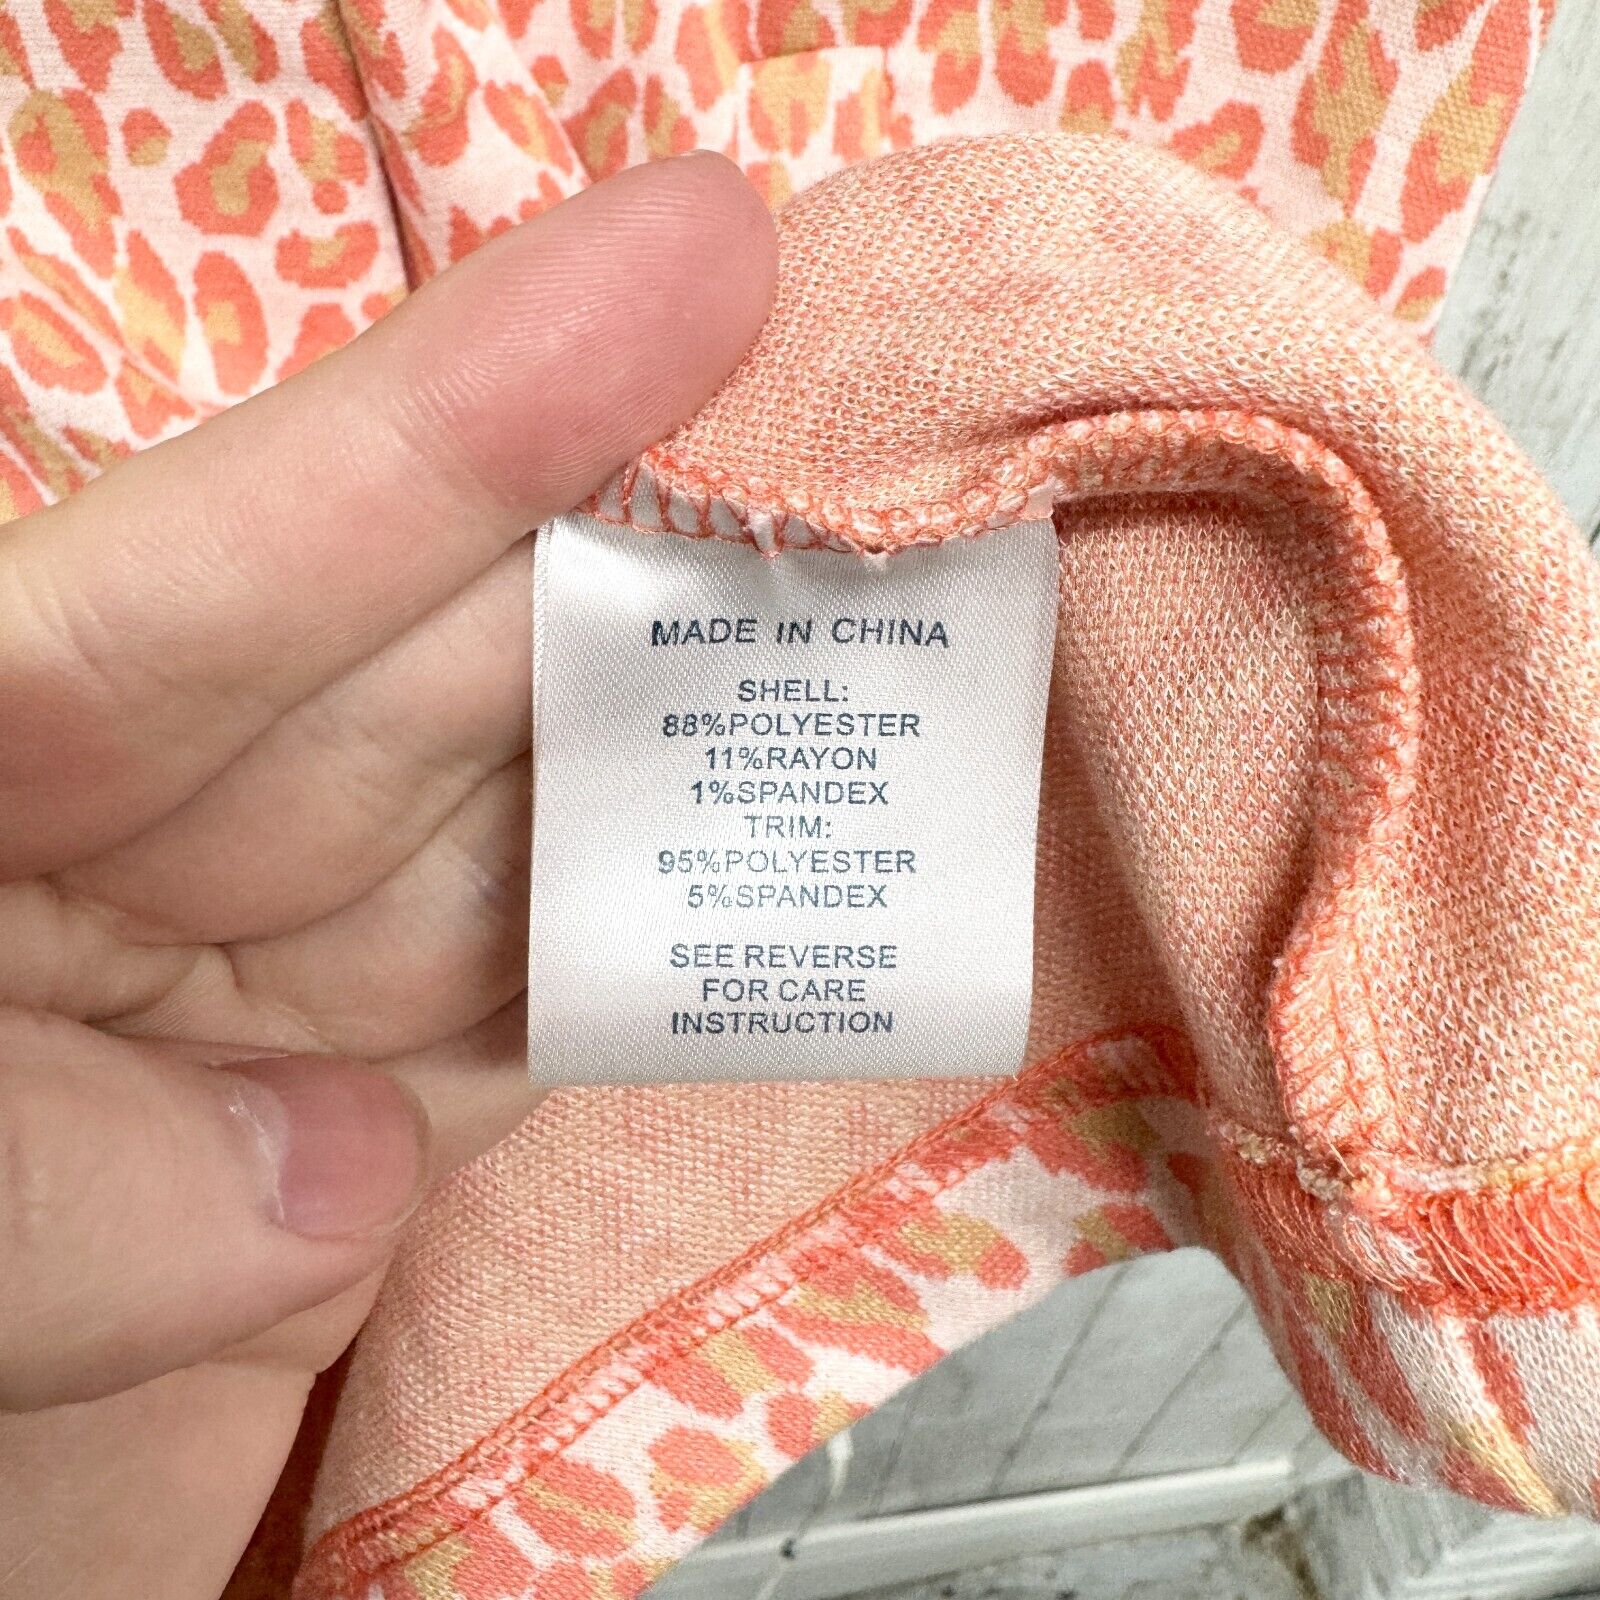 MADE IN CHINA
SHELL:
88%POLYESTER
11%RAYON
1%SPANDEX
TRIM:
95%POLYESTER
5%SPANDEX
SEE REVERSE
FOR CARE
INSTRUCTION